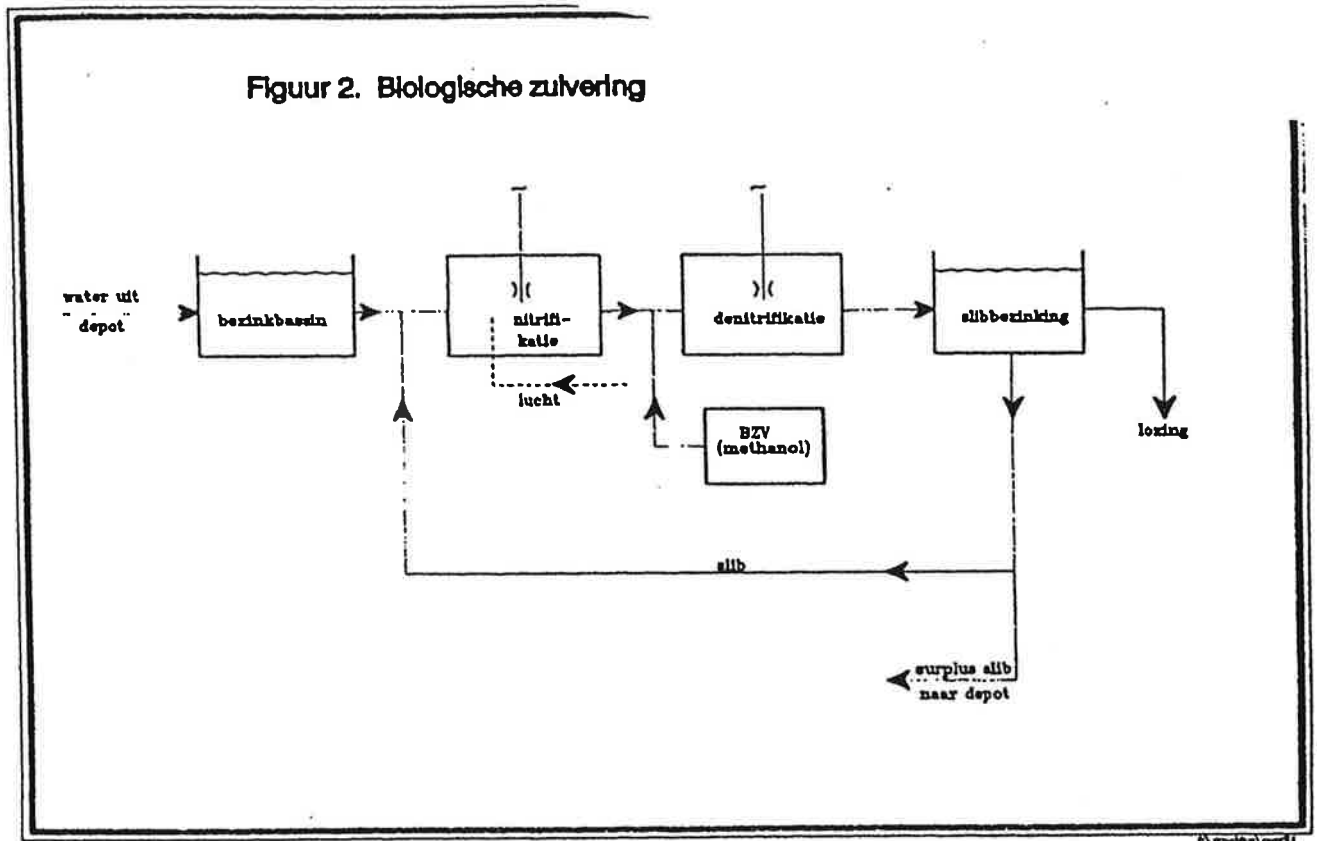 Figuur 2. Biologische zuivering
water uit
depot
bezinkbassin
nitrifi-
katie
denitrifikatie
slibbezinking
lucht
BZV
(methanol)
lozing
slib
surplus slib
naar depot